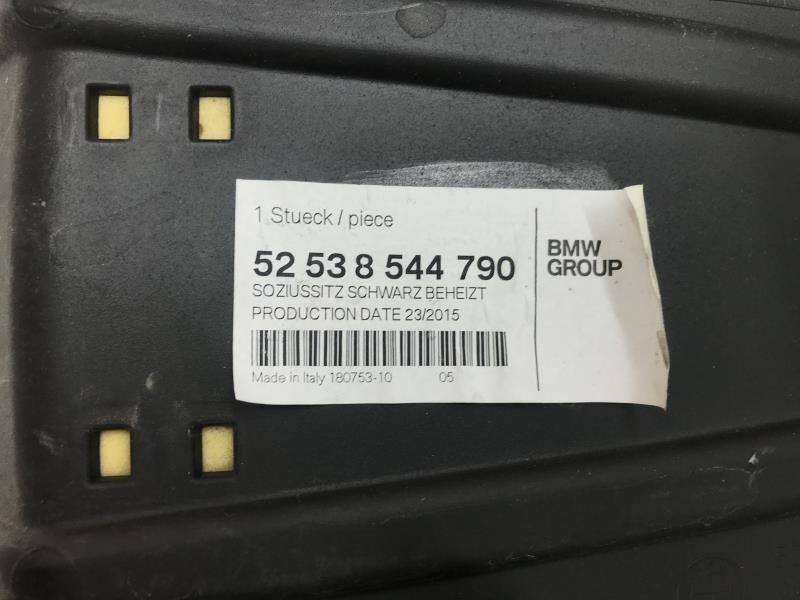 1 Stueck / piece
52 53 8 544 790
SOZIUSSITZ SCHWARZ BEHEIZT
PRODUCTION DATE 23/2015
Made in Italy 180753-10 05
BMW
GROUP